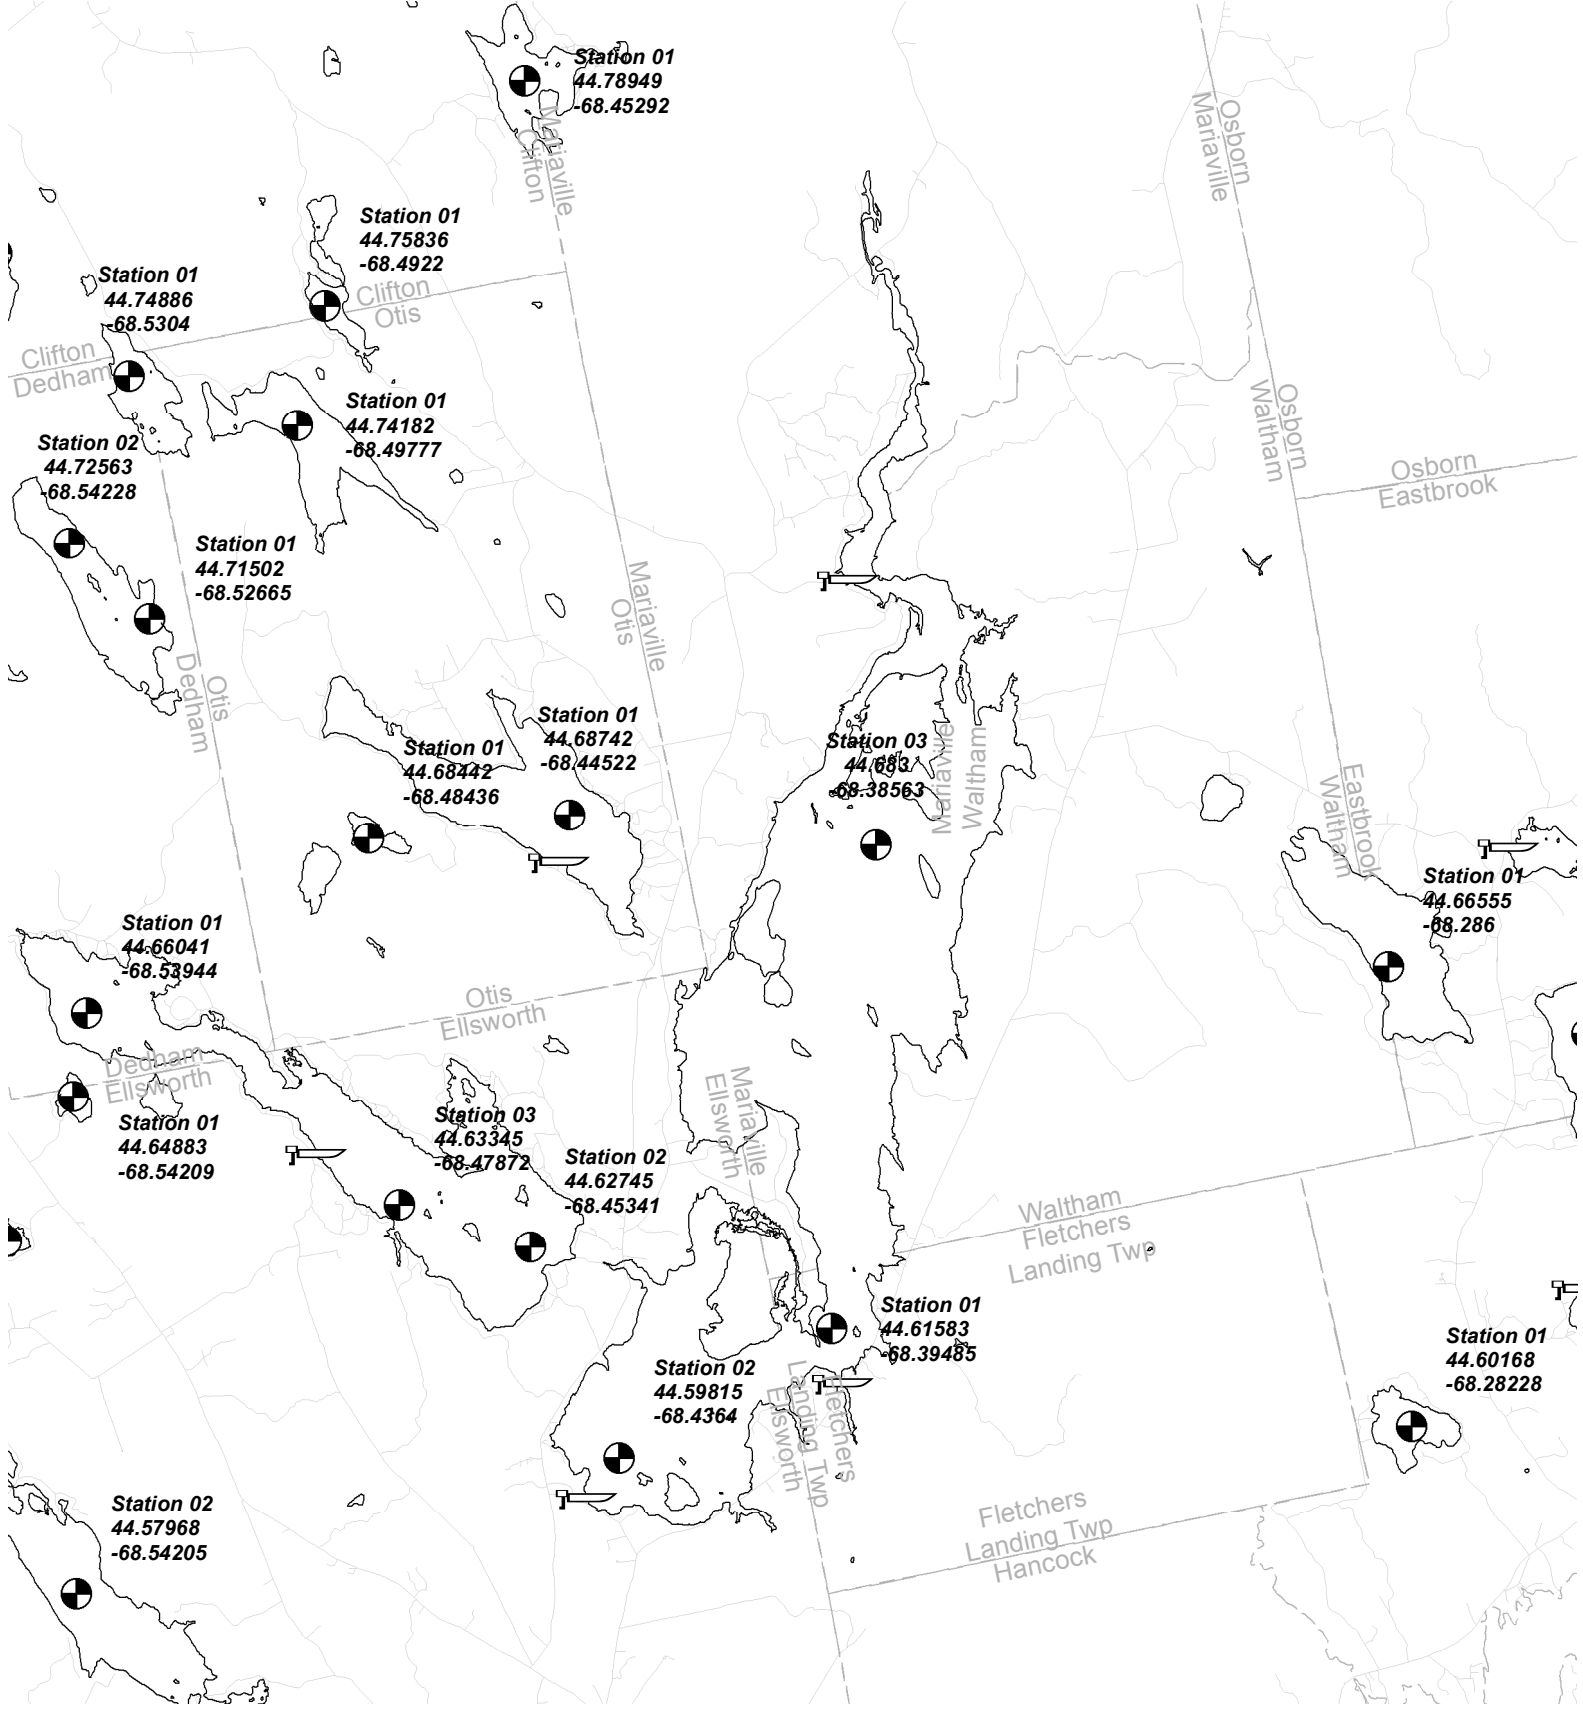 Station 01
44.78949
-68.45292
Mariaville
Clifton
Osborn
Mariaville
Station 01
44.75836
-68.4922
Clifton
Otis
Station 01
44.74886
-68.5304
Clifton
Dedham
Station 01
44.74182
-68.49777
Osborn
Waltham
Osborn
Eastbrook
Station 02
44.72563
-68.54228
Station 01
44.71502
-68.52665
Mariaville
Otis
Otis
Dedham
Station 01
44.68742
-68.44522
Station 01
44.68442
-68.48436
Station 03
44.683
-68.38563
Mariaville
Waltham
Eastbrook
Waltham
Station 01
44.66555
-68.286
Station 01
44.66041
-68.53944
Otis
Ellsworth
Dedham
Ellsworth
Station 01
44.64883
-68.54209
Mariaville
Ellsworth
Station 03
44.63345
-68.47872
Station 02
44.62745
-68.45341
Waltham
Fletchers
Landing Twp
Station 01
44.61583
-68.39485
Station 01
44.60168
-68.28228
Station 02
44.59815
-68.4364
Fletchers
Landing Twp
Ellsworth
Fletchers
Landing Twp
Hancock
Station 02
44.57968
-68.54205